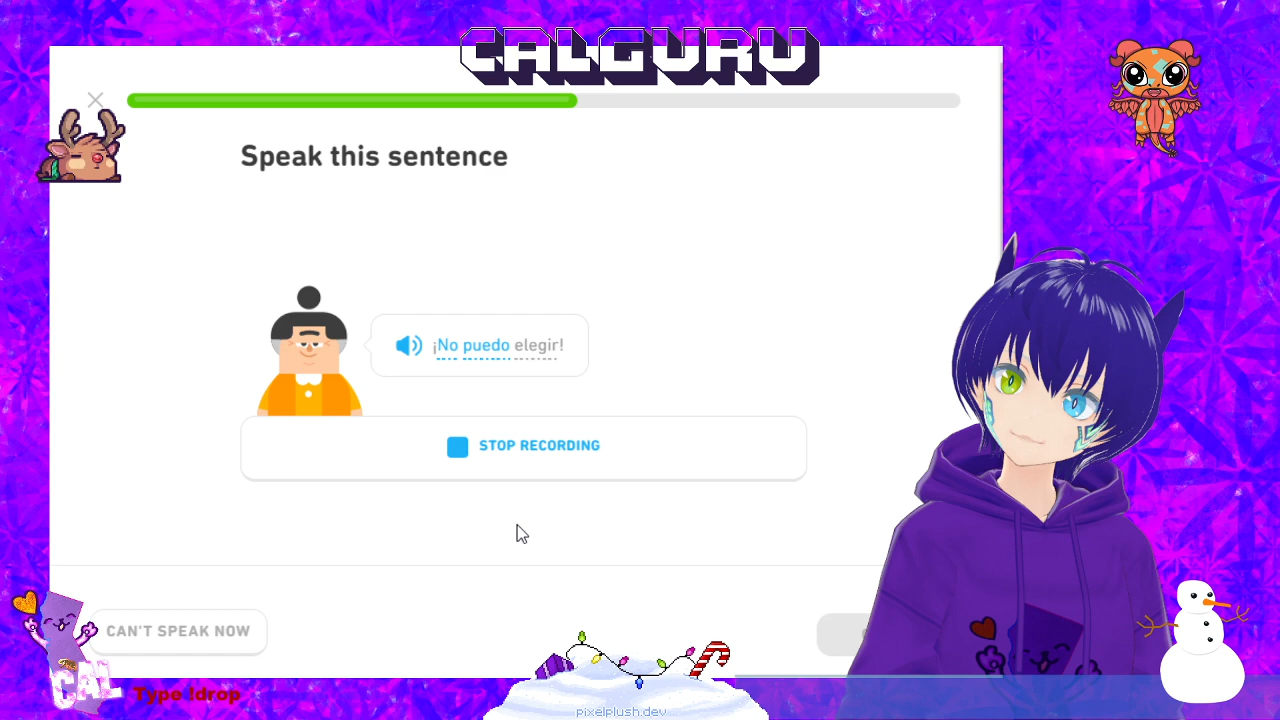 CALGURU
Speak this sentence
¡No puedo elegir!
STOP RECORDING
CAN'T SPEAK NOW
CAL
Type !drop
pixelplush.dev